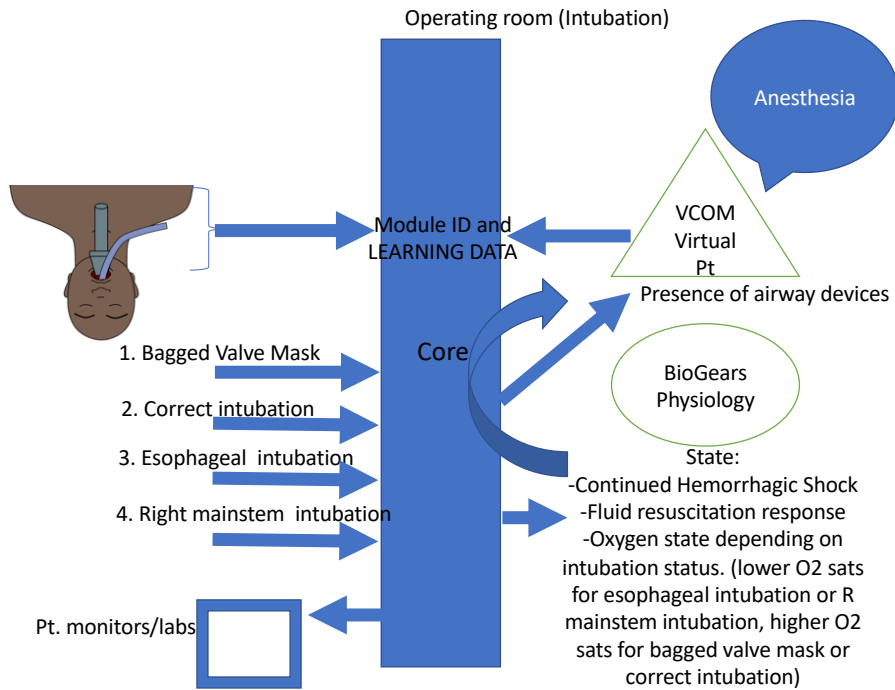 Operating room (Intubation)
Anesthesia
Module ID and
LEARNING DATA
VCOM
Virtual
Pt
Presence of airway devices
1. Bagged Valve Mask
Core
2. Correct intubation
3. Esophageal  intubation
4. Right mainstem  intubation
BioGears
Physiology
State:
-Continued Hemorrhagic Shock
-Fluid resuscitation response
-Oxygen state depending on
intubation status. (lower O2 sats
for esophageal intubation or R
mainstem intubation, higher O2
sats for bagged valve mask or
correct intubation)
Pt. monitors/labs